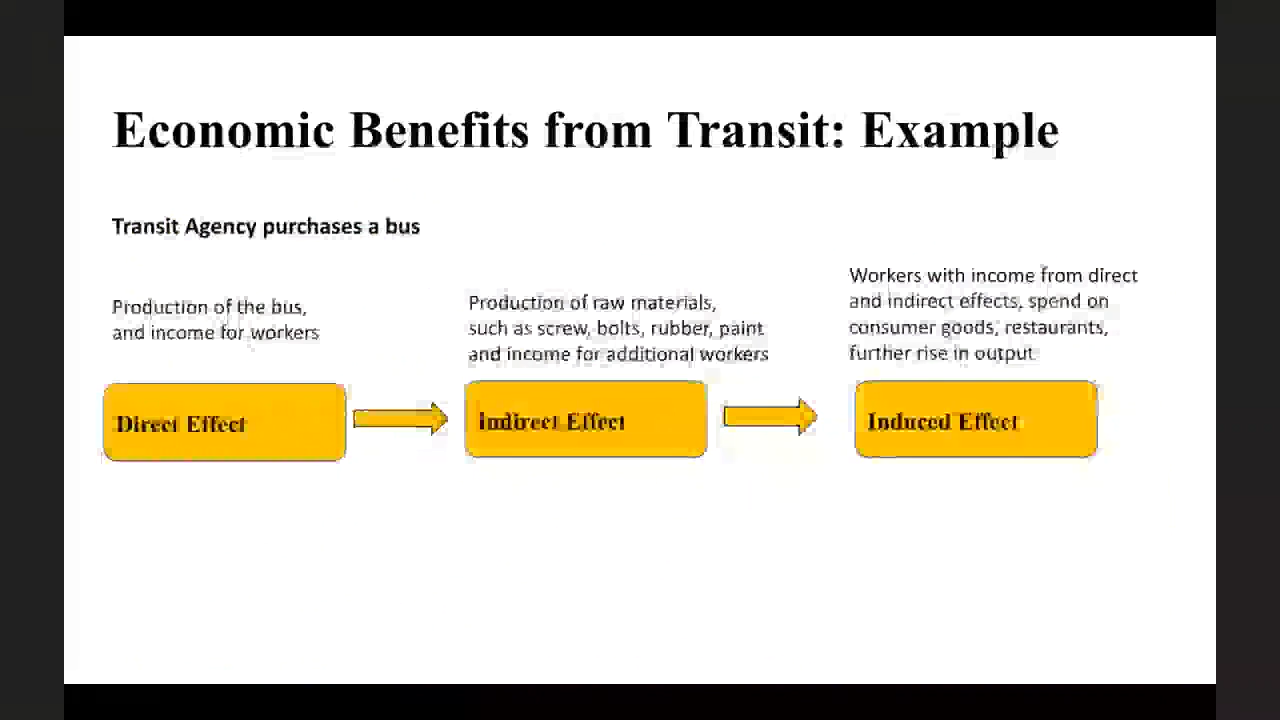 Economic Benefits from Transit: Example
Transit Agency purchases a bus
Production of the bus,
and income for workers
Production of raw materials,
such as screw, bolts, rubber, paint
and income for additional workers
Workers with income from direct
and indirect effects, spend on
consumer goods, restaurants,
further rise in output
Direct Effect
Indirect Effect
Induced Effect